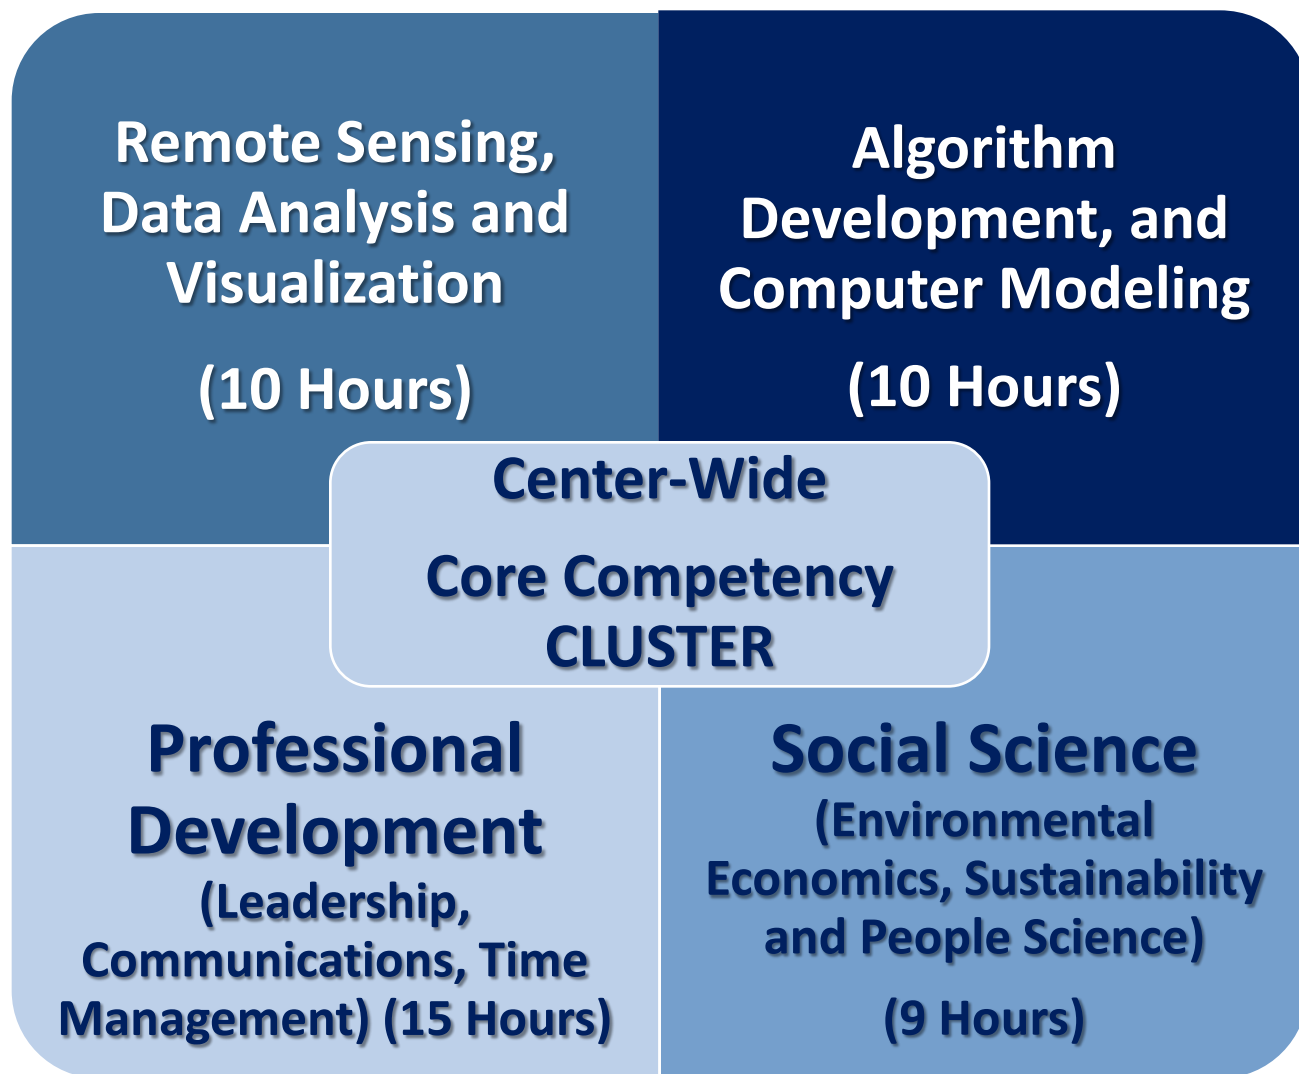 Remote Sensing,
Data Analysis and
Visualization
(10 Hours)
Algorithm
Development, and
Computer Modeling
(10 Hours)
Center-Wide
Core Competency
CLUSTER
Professional
Development
(Leadership,
Communications, Time
Management) (15 Hours)
Social Science
(Environmental
Economics, Sustainability
and People Science)
(9 Hours)